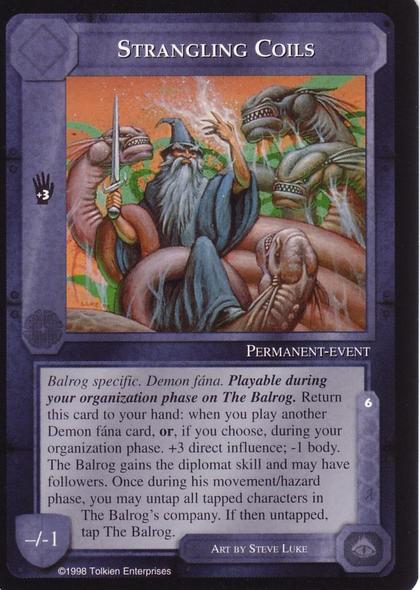 STRANGLING COILS
+3
PERMANENT-EVENT
Balrog specific. Demon fána. Playable during
your organization phase on The Balrog. Return
this card to your hand: when you play another
Demon fána card, or, if you choose, during your
organization phase. +3 direct influence; -1 body.
The Balrog gains the diplomat skill and may have
followers. Once during his movement/hazard
phase, you may untap all tapped characters in
The Balrog's company. If then untapped,
tap The Balrog.
6
–/-1
ART BY STEVE LUKE
©1998 Tolkien Enterprises